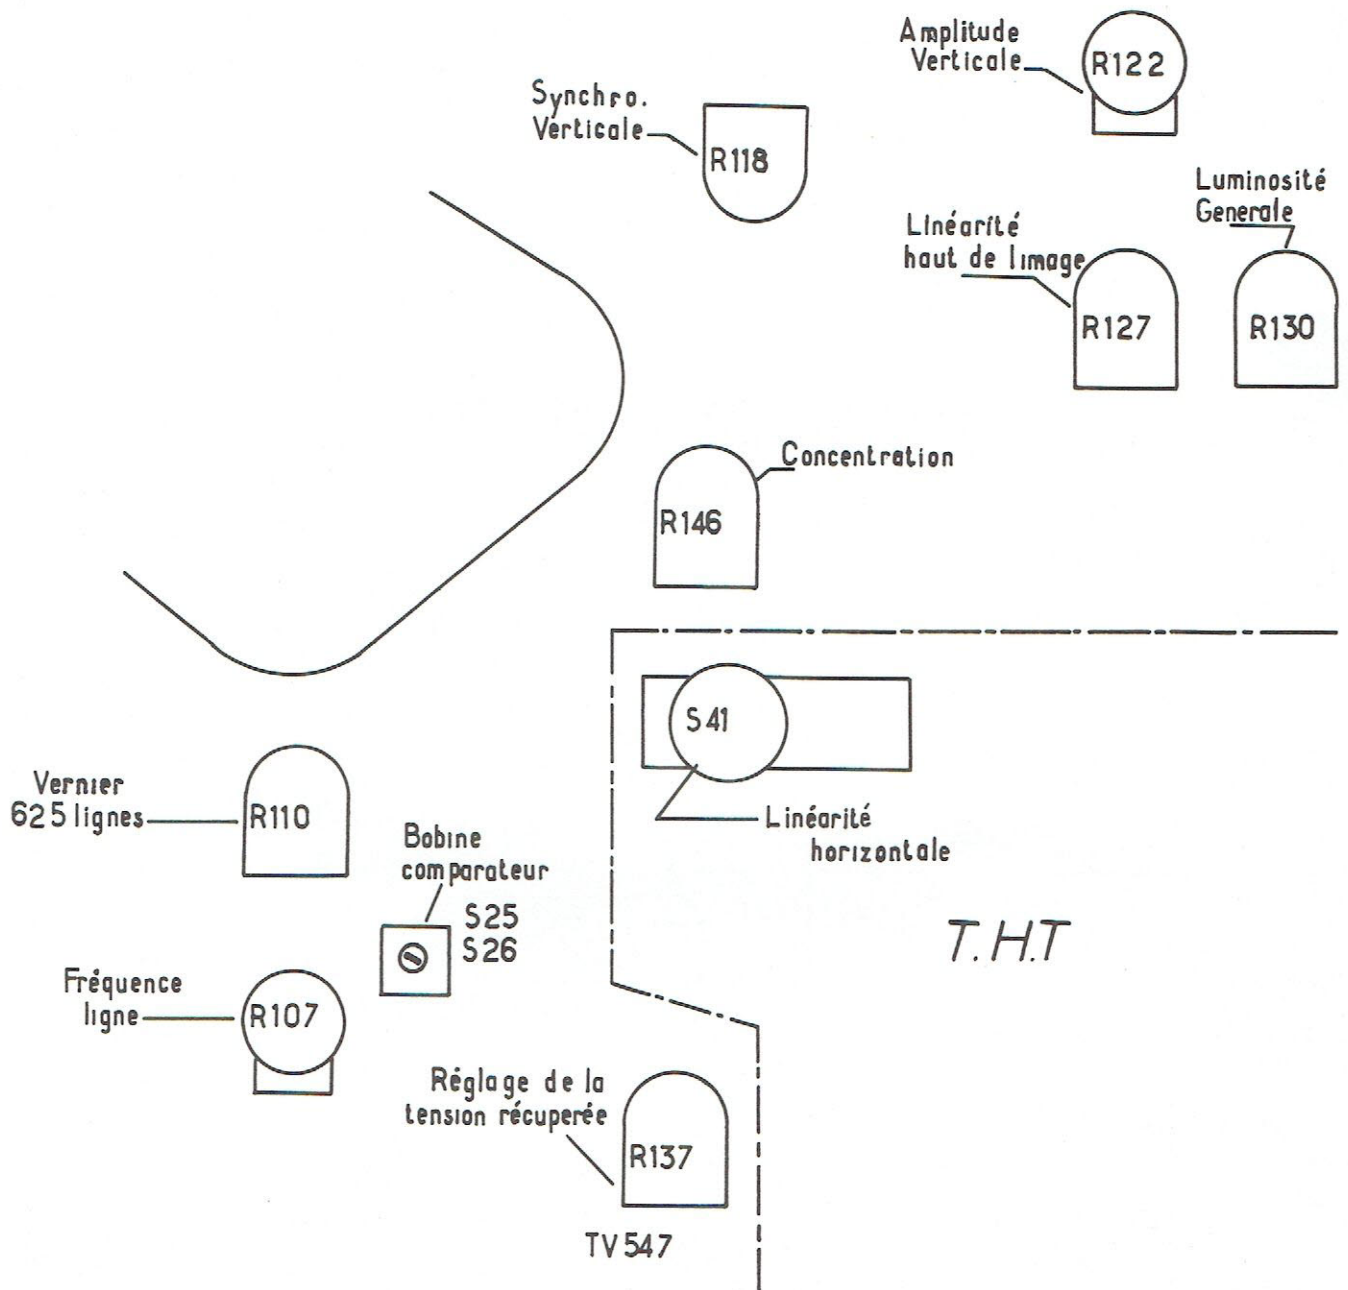 Amplitude
Verticale
R122
Synchro.
Verticale
R118
Luminosité
Generale
Linéarité
haut de limage
R127
R130
Concentration
R146
S41
Linéarité
horizontale
Vernier
625 lignes
R110
Bobine
comparateur
S25
S26
T.H.T
Fréquence
ligne
R107
Réglage de la
tension récuperée
R137
TV547